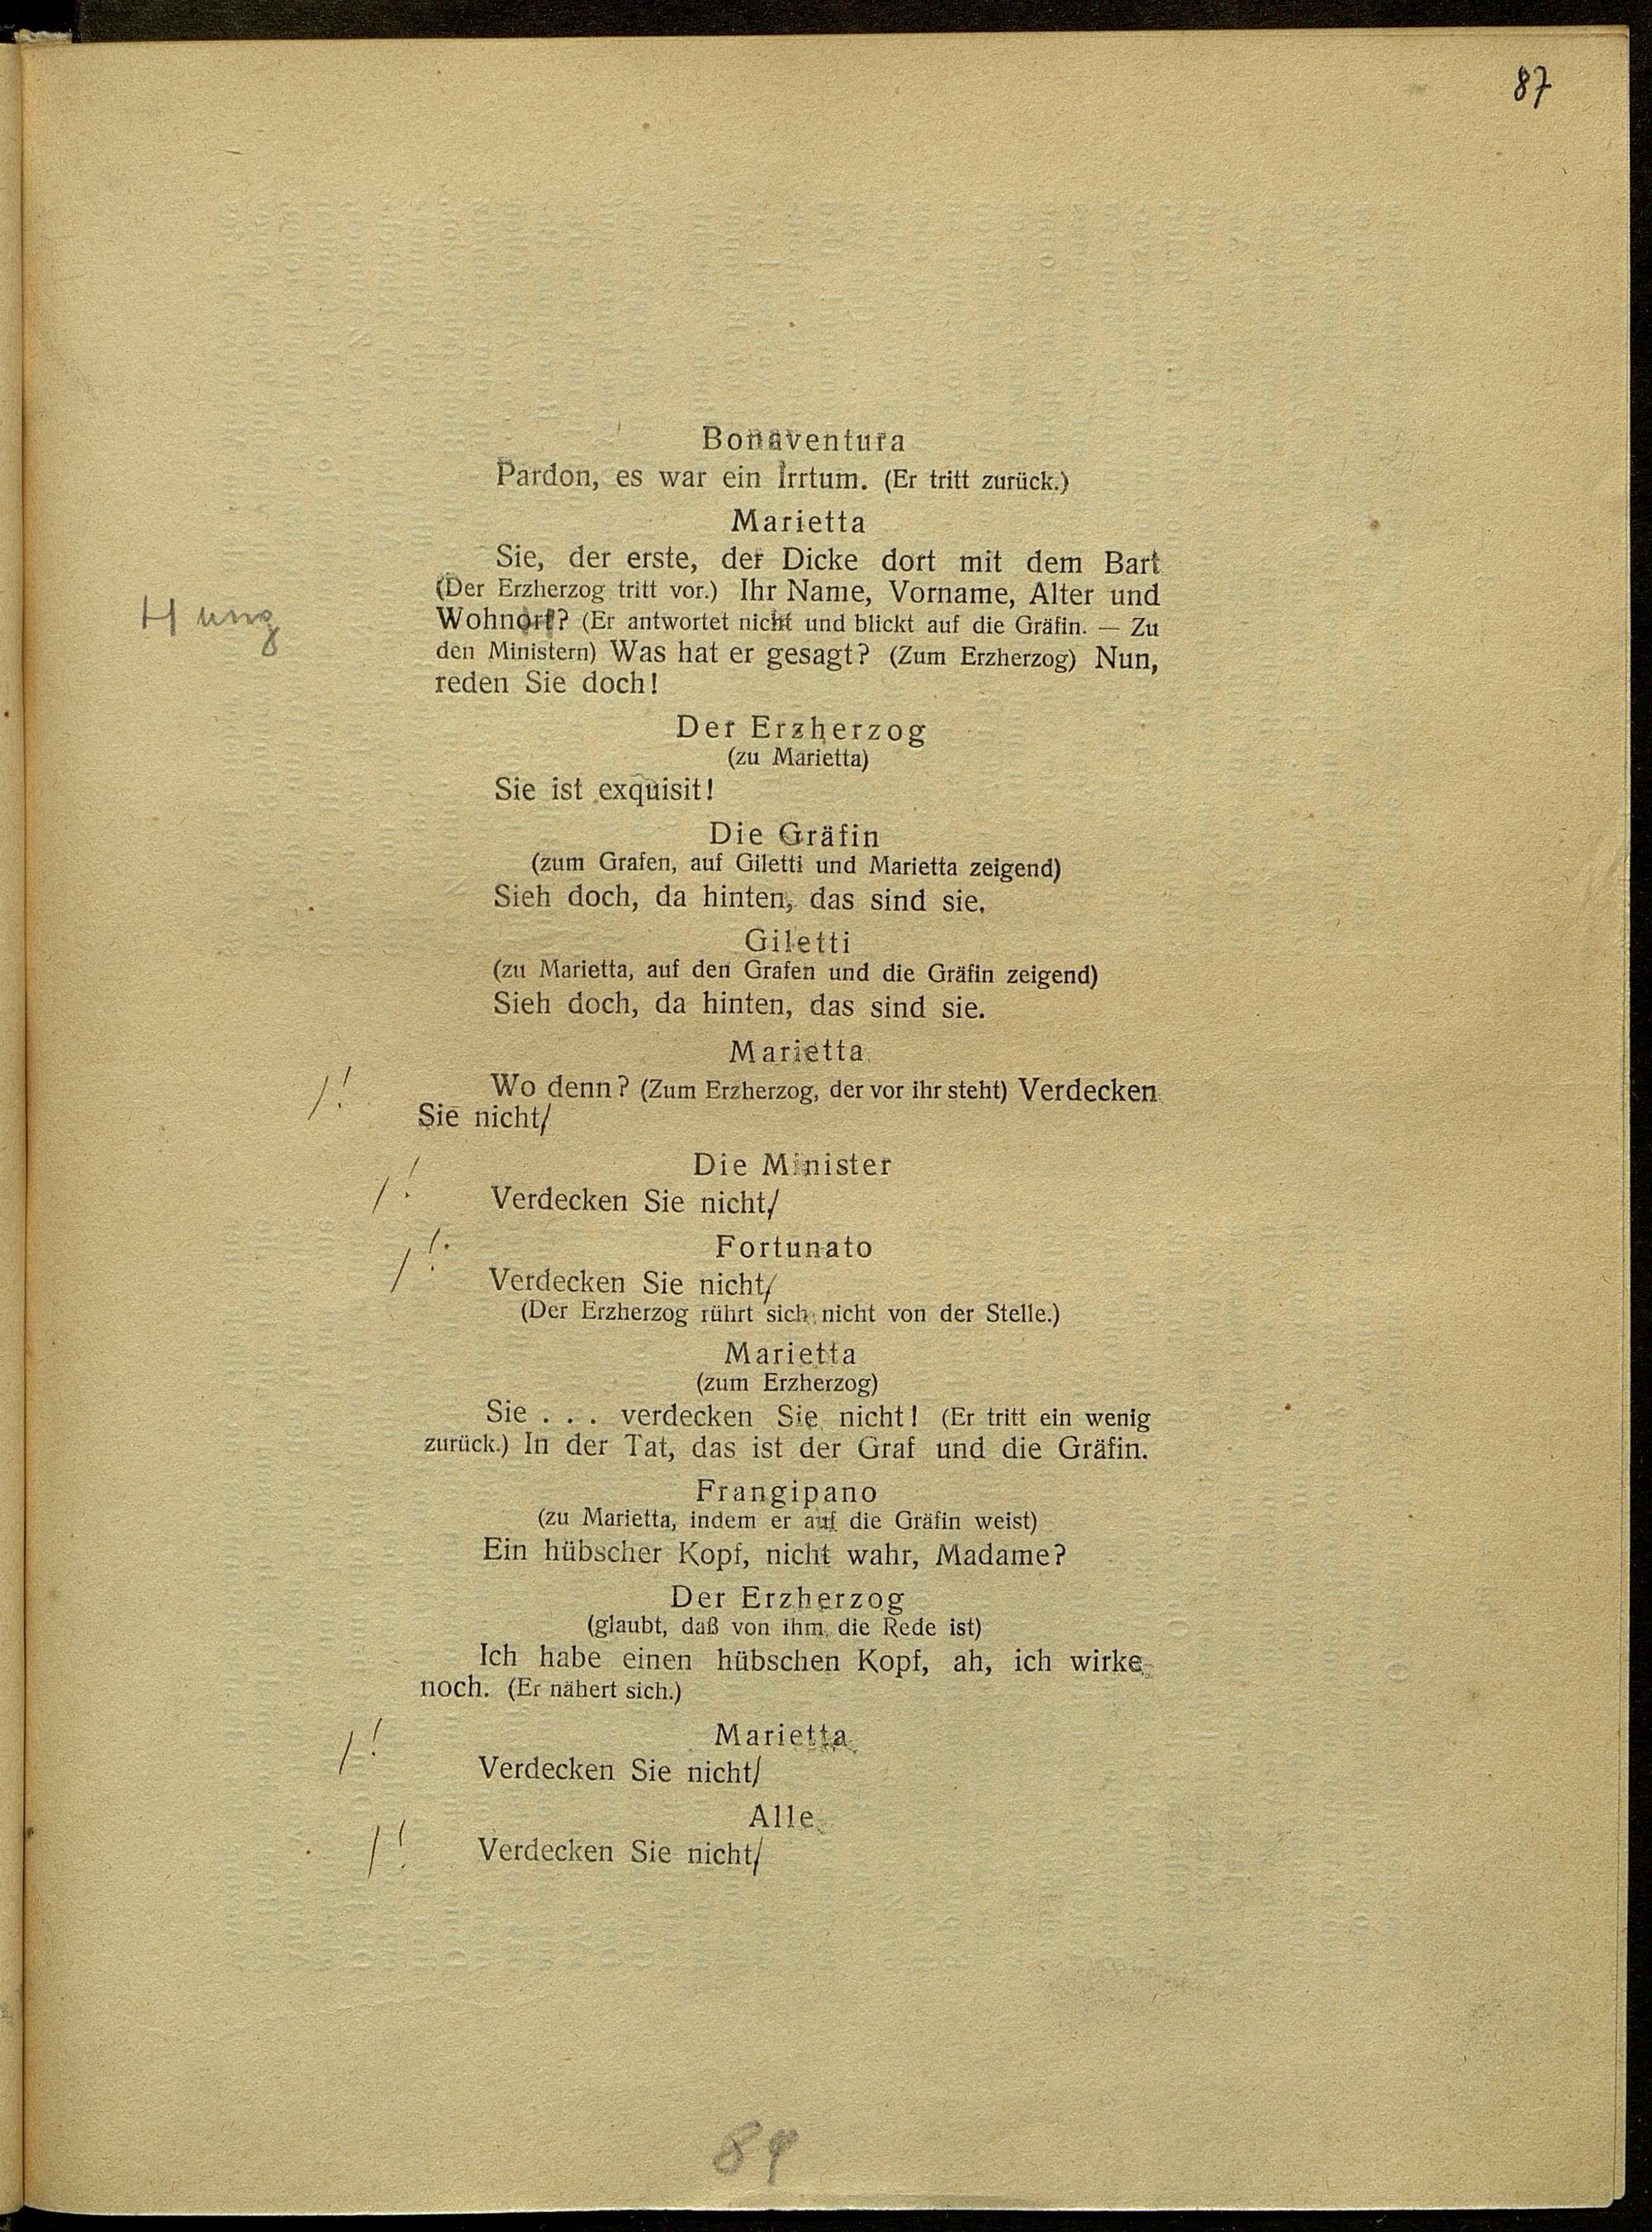 87
Bonaventura
Pardon, es war ein Irrtum. (Er tritt zurück.)
Marietta
Sie, der erste, der Dicke dort mit dem Bart
(Der Erzherzog tritt vor.) Ihr Name, Vorname, Alter und
ung
Wohnort? (Er antwortet nicht und blickt auf die Gräfin. — Zu
den Ministern) Was hat er gesagt? (Zum Erzherzog) Nun,
reden Sie doch!
Der Erzherzog
(zu Marietta)
Sie ist exquisit!
Die Gräfin
(zum Grafen, auf Giletti und Marietta zeigend)
Sieh doch, da hinten, das sind sie.
Giletti
(zu Marietta, auf den Grafen und die Gräfin zeigend)
Sieh doch, da hinten, das sind sie.
Marietta
/! Wo denn? (Zum Erzherzog, der vor ihr steht) Verdecken
Sie nicht/
Die Minister
/! Verdecken Sie nicht/
Fortunato
/! Verdecken Sie nicht/
(Der Erzherzog rührt sich nicht von der Stelle.)
Marietta
(zum Erzherzog)
Sie . . . verdecken Sie nicht! (Er tritt ein wenig
zurück.) In der Tat, das ist der Graf und die Gräfin.
Frangipano
(zu Marietta, indem er auf die Gräfin weist)
Ein hübscher Kopf, nicht wahr, Madame?
Der Erzherzog
(glaubt, daß von ihm die Rede ist)
Ich habe einen hübschen Kopf, ah, ich wirke
noch. (Er nähert sich.)
Marietta
/! Verdecken Sie nicht/
Alle
/! Verdecken Sie nicht/
89